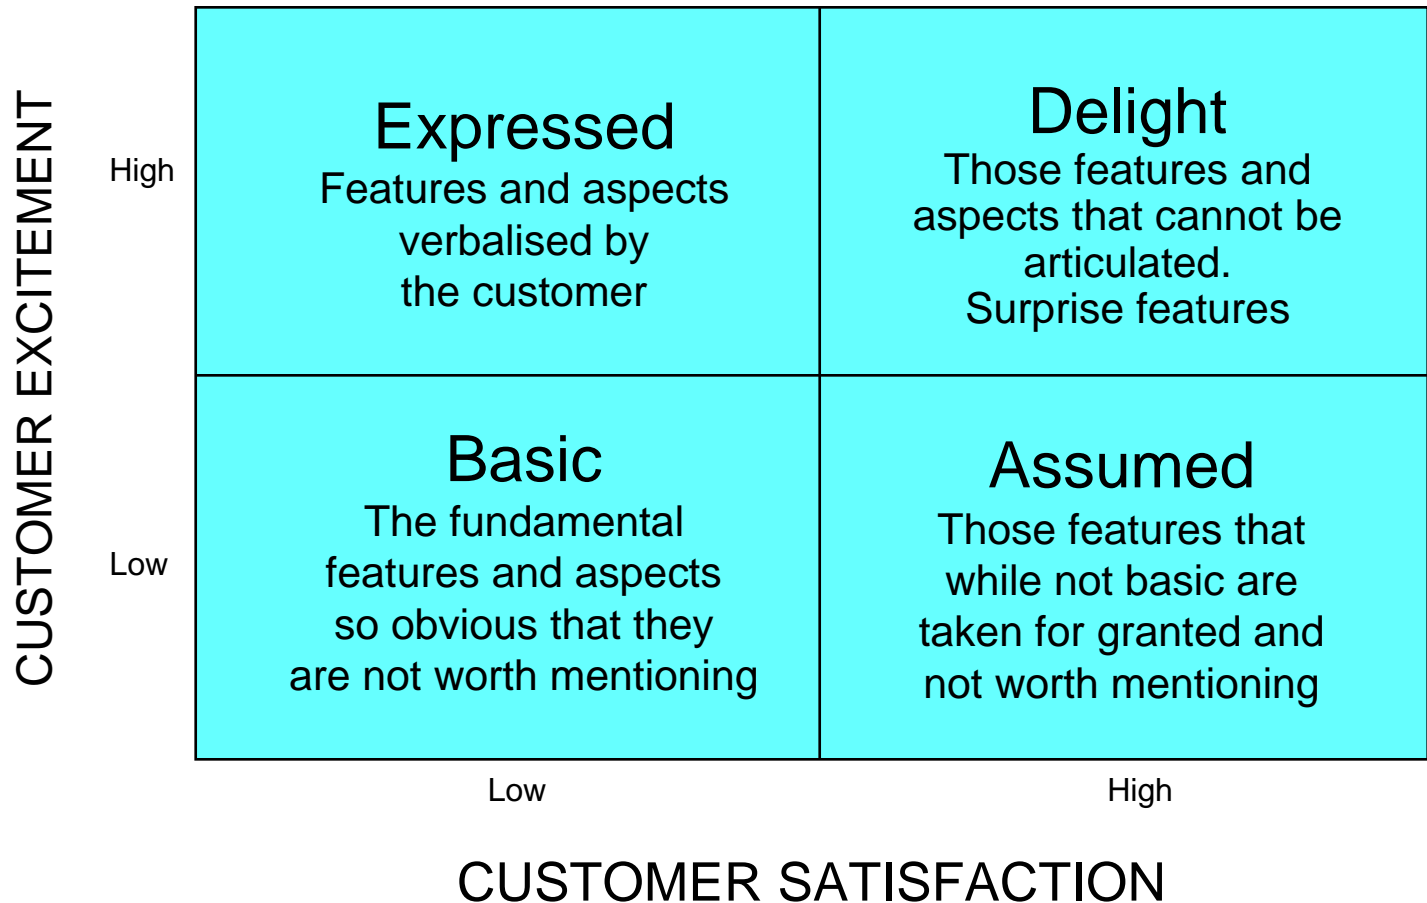 CUSTOMER EXCITEMENT
High
Expressed
Features and aspects
verbalised by
the customer
Delight
Those features and
aspects that cannot be
articulated.
Surprise features
Low
Basic
The fundamental
features and aspects
so obvious that they
are not worth mentioning
Assumed
Those features that
while not basic are
taken for granted and
not worth mentioning
Low
High
CUSTOMER SATISFACTION